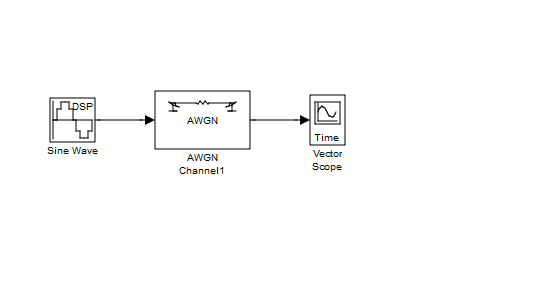 DSP
Sine Wave
AWGN
AWGN
Channel1
Time
Vector
Scope